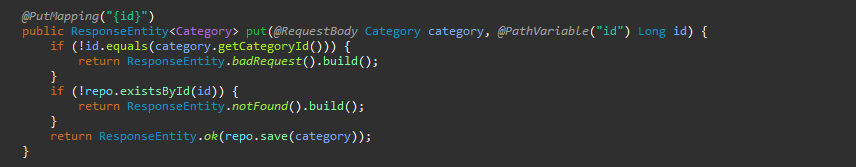 @PutMapping("{id}")
public ResponseEntity<Category> put(@RequestBody Category category, @PathVariable("id") Long id) {
    if (!id.equals(category.getCategoryId())) {
        return ResponseEntity.badRequest().build();
    }
    if (!repo.existsById(id)) {
        return ResponseEntity.notFound().build();
    }
    return ResponseEntity.ok(repo.save(category));
}